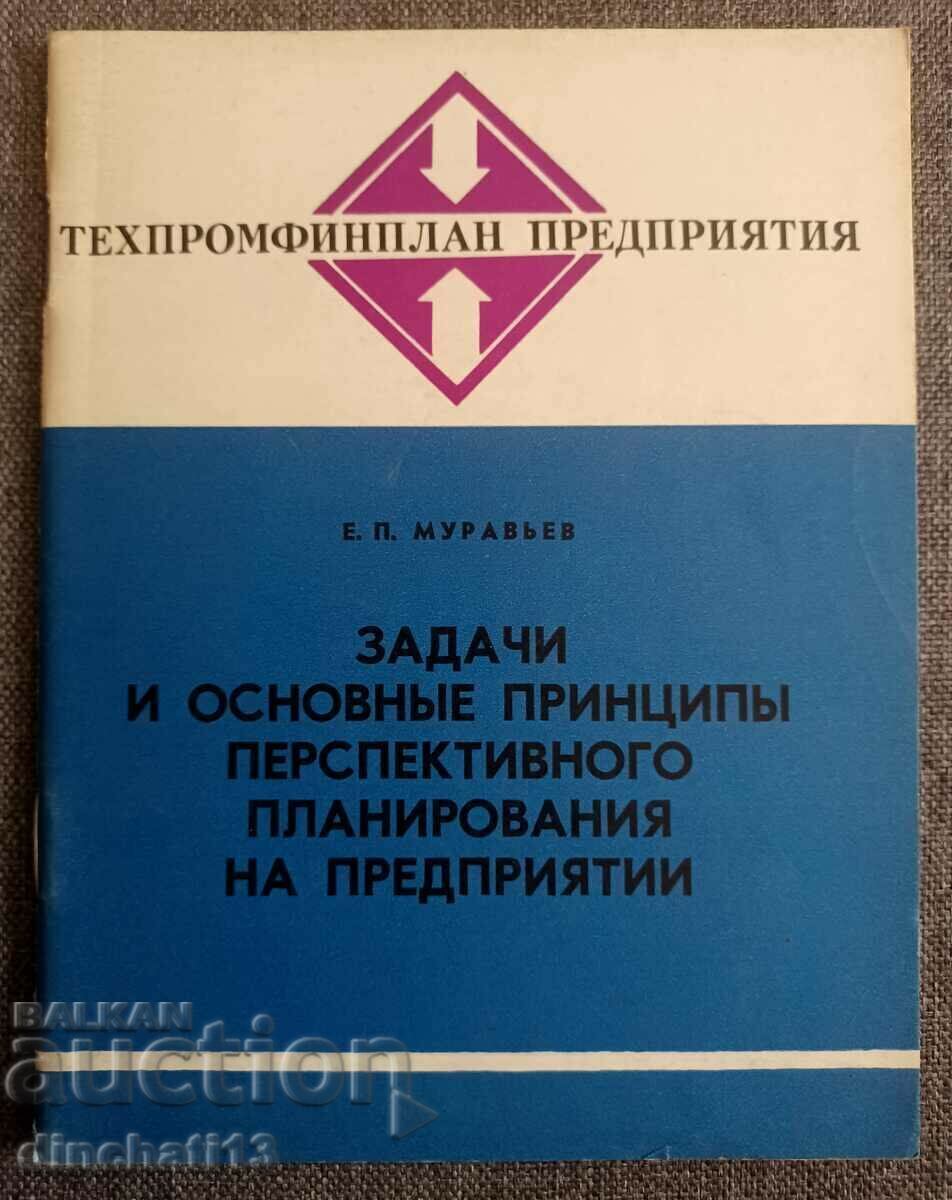 ТЕХПРОМФИНПЛАН ПРЕДПРИЯТИЯ
Е. П. МУРАВЬЕВ
ЗАДАЧИ
И ОСНОВНЫЕ ПРИНЦИПЫ
ПЕРСПЕКТИВНОГО
ПЛАНИРОВАНИЯ
НА ПРЕДПРИЯТИИ
BALKAN
auction
dinchati13